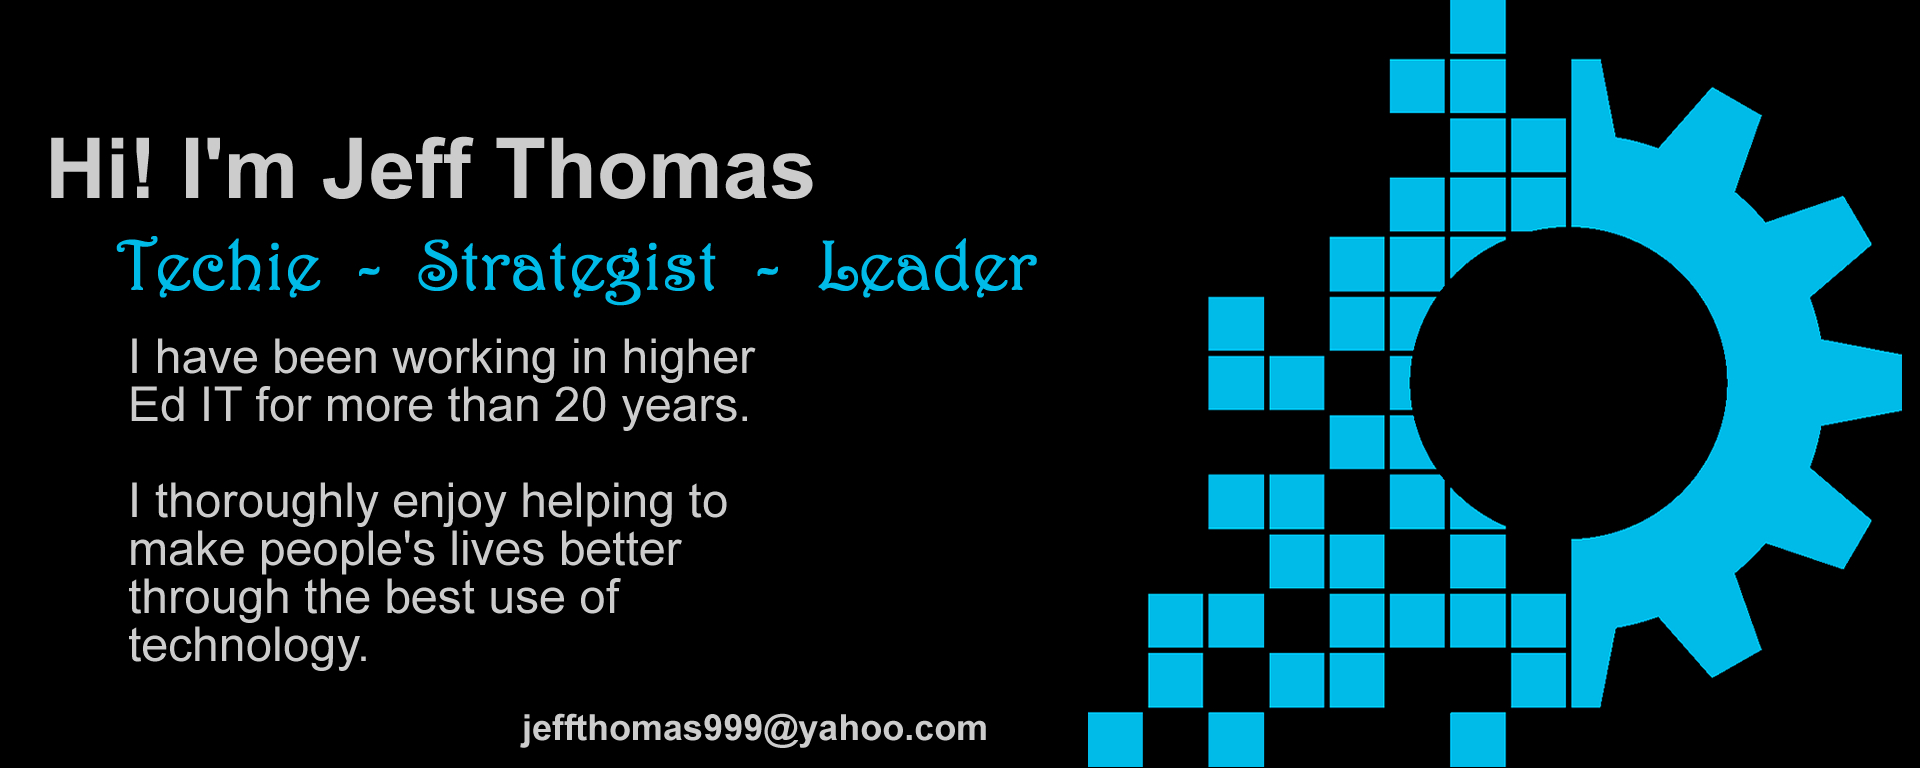 Hi! I'm Jeff Thomas
Techie ~ Strategist ~ Leader
I have been working in higher
Ed IT for more than 20 years.
I thoroughly enjoy helping to
make people's lives better
through the best use of
technology.
jeffthomas999@yahoo.com